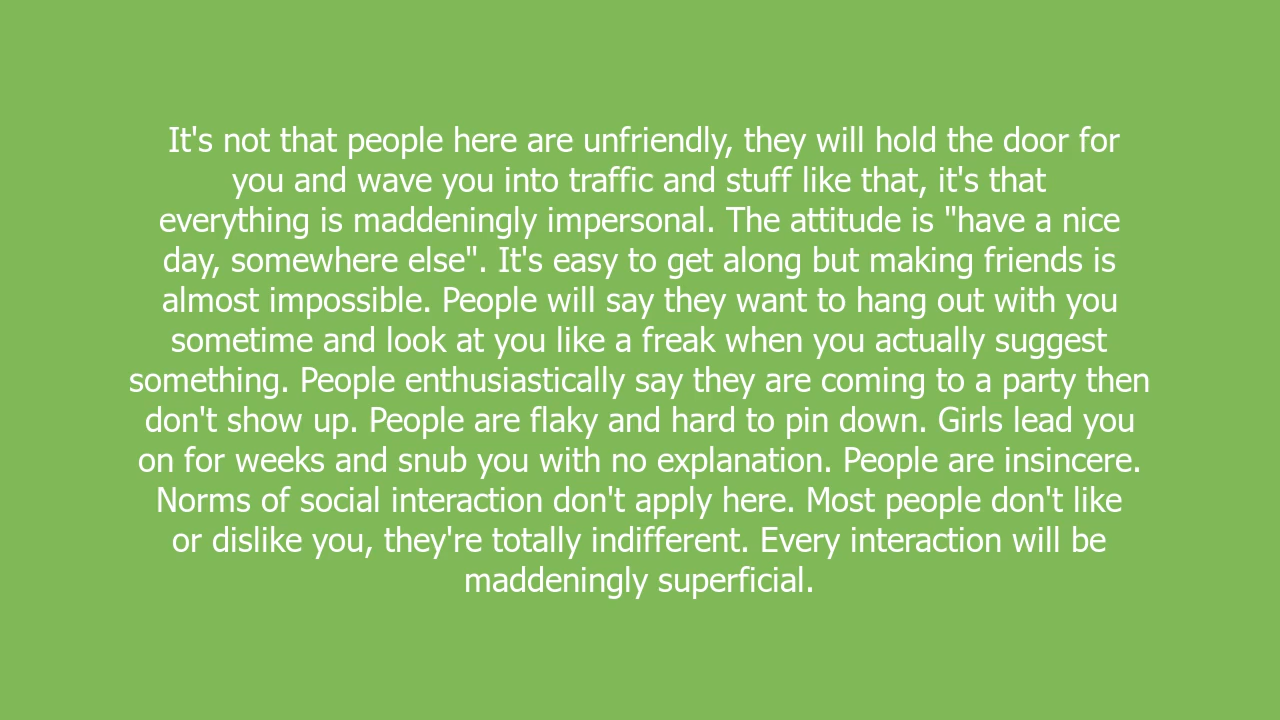 It's not that people here are unfriendly, they will hold the door for
you and wave you into traffic and stuff like that, it's that
everything is maddeningly impersonal. The attitude is "have a nice
day, somewhere else". It's easy to get along but making friends is
almost impossible. People will say they want to hang out with you
sometime and look at you like a freak when you actually suggest
something. People enthusiastically say they are coming to a party then
don't show up. People are flaky and hard to pin down. Girls lead you
on for weeks and snub you with no explanation. People are insincere.
Norms of social interaction don't apply here. Most people don't like
or dislike you, they're totally indifferent. Every interaction will be
maddeningly superficial.